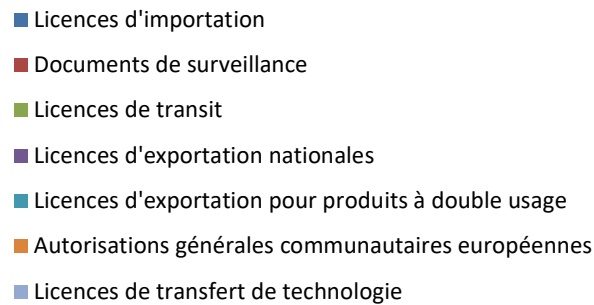 Licences d'importation
Documents de surveillance
Licences de transit
Licences d'exportation nationales
Licences d'exportation pour produits à double usage
Autorisations générales communautaires européennes
Licences de transfert de technologie